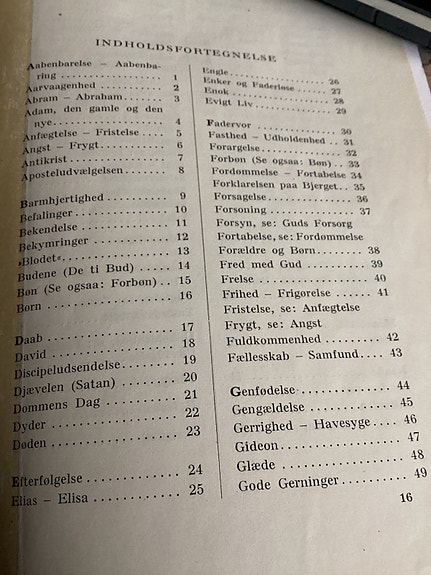 INDHOLDSFORTEGNELSE
Aabenbarelse – Aabenba-
ring .................. 1
Aarvaagenhed ........... 2
Abram – Abraham........ 3
Adam, den gamle og den
nye.................... 4
Anfægtelse – Fristelse .. 5
Angst – Frygt.......... 6
Antikrist .............. 7
Aposteludvælgelsen ..... 8
Barmhjertighed ......... 9
Befalinger ............. 10
Bekendelse ............. 11
Bekymringer ............ 12
»Blodet«................ 13
Budene (De ti Bud) ..... 14
Bøn (Se ogsaa: Forbøn) .. 15
Børn ................... 16
Daab ................... 17
David .................. 18
Discipeludsendelse...... 19
Djævelen (Satan) ....... 20
Dommens Dag ............ 21
Dyder .................. 22
Døden .................. 23
Efterfølgelse .......... 24
Elias – Elisa .......... 25
Engle .................. 26
Enker og Faderløse...... 27
Enok ................... 28
Evigt Liv .............. 29
Fadervor ............... 30
Fasthed – Udholdenhed .. 31
Forargelse.............. 32
Forbøn (Se ogsaa: Bøn).. 33
Fordømmelse – Fortabelse 34
Forklarelsen paa Bjerget.. 35
Forsagelse.............. 36
Forsoning .............. 37
Forsyn, se: Guds Forsorg
Fortabelse, se: Fordømmelse
Forældre og Børn........ 38
Fred med Gud ........... 39
Frelse ................. 40
Frihed – Frigørelse .... 41
Fristelse, se: Anfægtelse
Frygt, se: Angst
Fuldkommenhed .......... 42
Fællesskab – Samfund.... 43
Genfødelse ............. 44
Gengældelse............. 45
Gerrighed – Havesyge.... 46
Gideon.................. 47
Glæde .................. 48
Gode Gerninger.......... 49
16